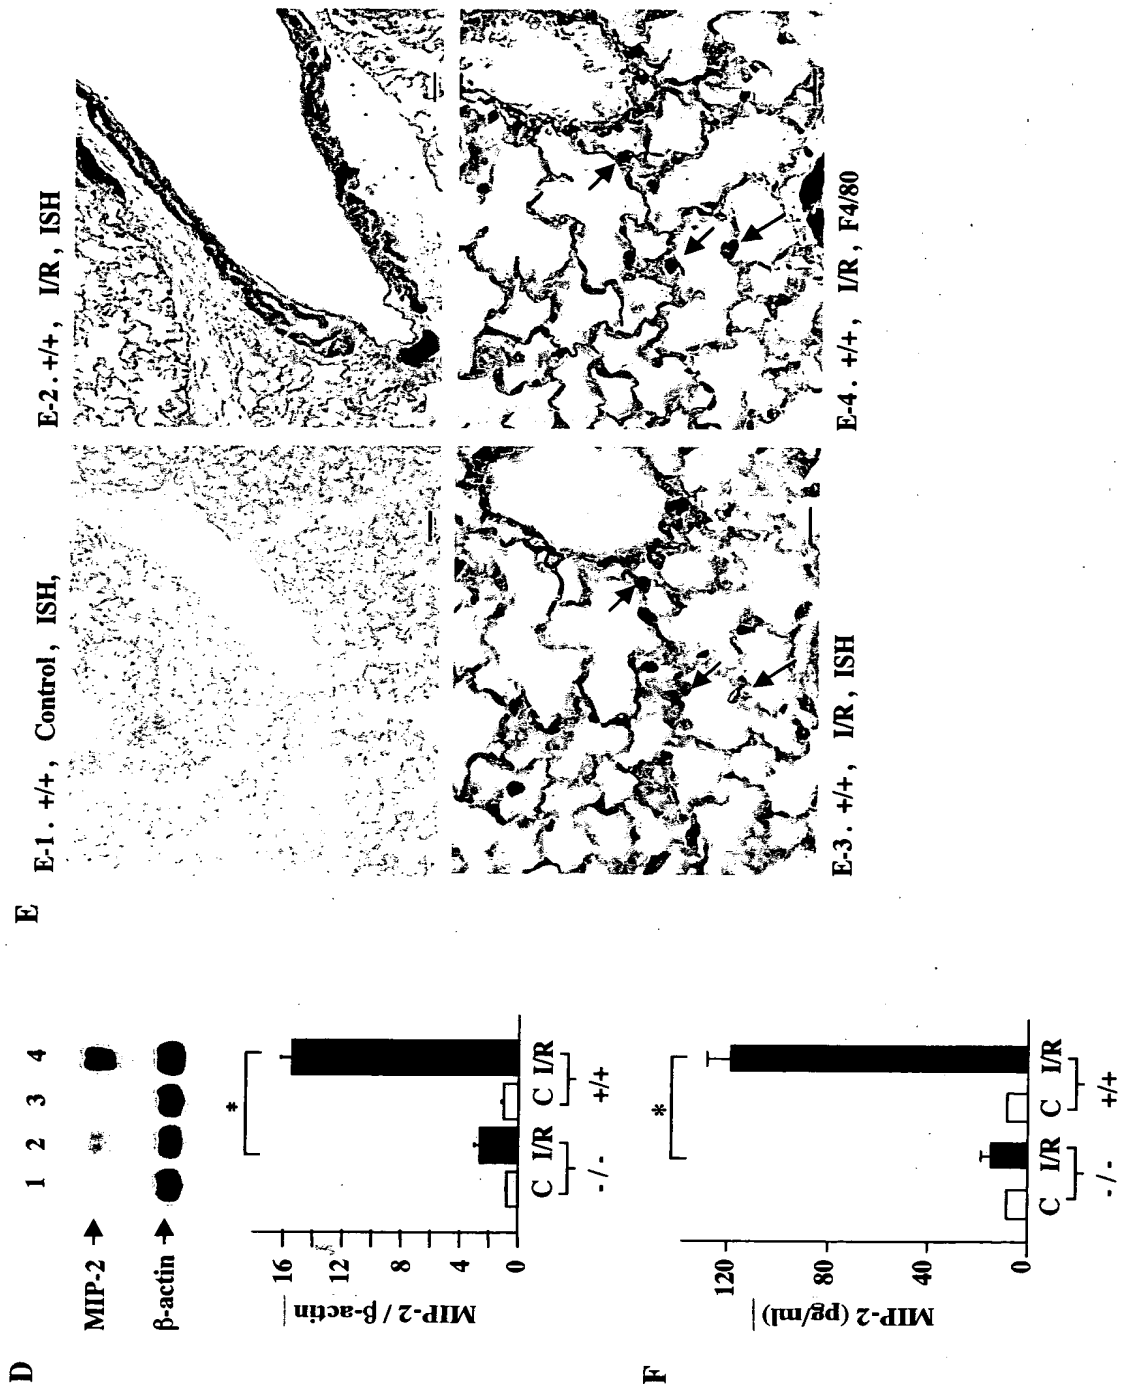 D
1 2 3 4
MIP-2
β-actin
MIP-2 / β-actin
16
12
8
4
0
*
C I/R C I/R
-/- +/+
E
E-1 . +/+ , Control , ISH,
E-2 . +/+ , I/R , ISH
E-3 . +/+ , I/R , ISH
E-4 . +/+ , I/R , F4/80
F
MIP-2 (pg/ml)
120
80
40
0
*
C I/R C I/R
-/- +/+